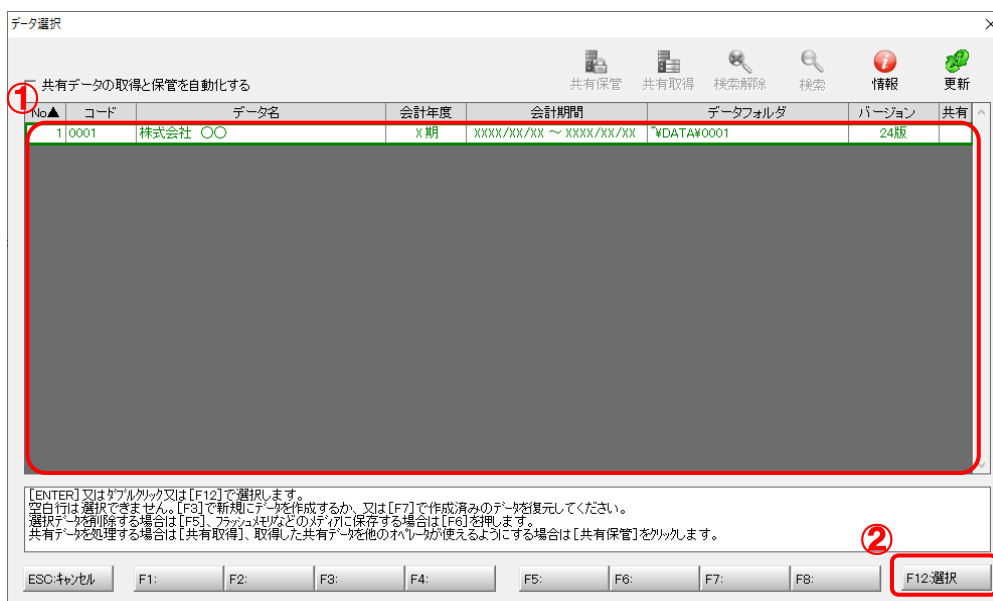 データ選択
×
共有データの取得と保管を自動化する
共有保管 共有取得 検索解除 検索 情報 更新
①
No▲ コード データ名 会計年度 会計期間 データフォルダ バージョン 共有
1 0001 株式会社 〇〇 X 期 XXXX/XX/XX ～ XXXX/XX/XX ~¥DATA¥0001 24版
[ENTER]又はダブルクリック又は[F12]で選択します。
空白行は選択できません。[F3]で新規にデータを作成するか、又は[F7]で作成済みのデータを復元してください。
選択データを削除する場合は[F5]、フラッシュメモリなどのメディアに保存する場合は[F6]を押します。
共有データを処理する場合は[共有取得]、取得した共有データを他のオペレータが使えるようにする場合は[共有保管]をクリックします。
②
ESC:キャンセル F1: F2: F3: F4: F5: F6: F7: F8: F12:選択